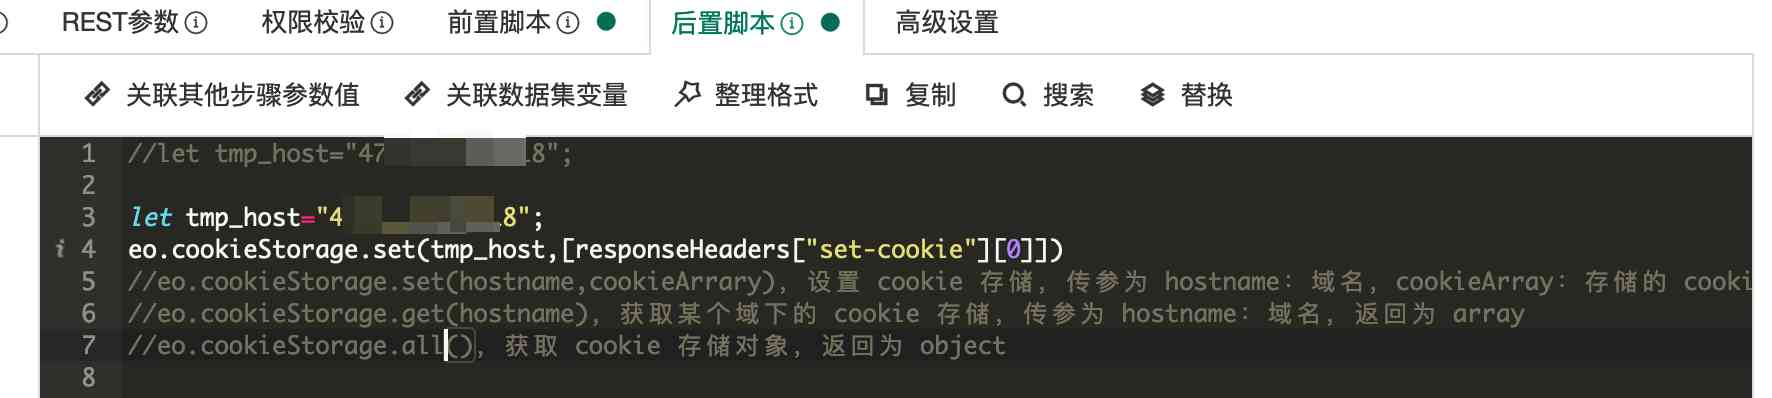 REST参数 权限校验 前置脚本 后置脚本 高级设置
关联其他步骤参数值 关联数据集变量 整理格式 复制 搜索 替换
1 //let tmp_host="47 8";
2
3 let tmp_host="4 8";
4 eo.cookieStorage.set(tmp_host,[responseHeaders["set-cookie"][0]])
5 //eo.cookieStorage.set(hostname,cookieArrary)，设置 cookie 存储，传参为 hostname：域名，cookieArray：存储的 cooki
6 //eo.cookieStorage.get(hostname)，获取某个域下的 cookie 存储，传参为 hostname：域名，返回为 array
7 //eo.cookieStorage.all()，获取 cookie 存储对象，返回为 object
8